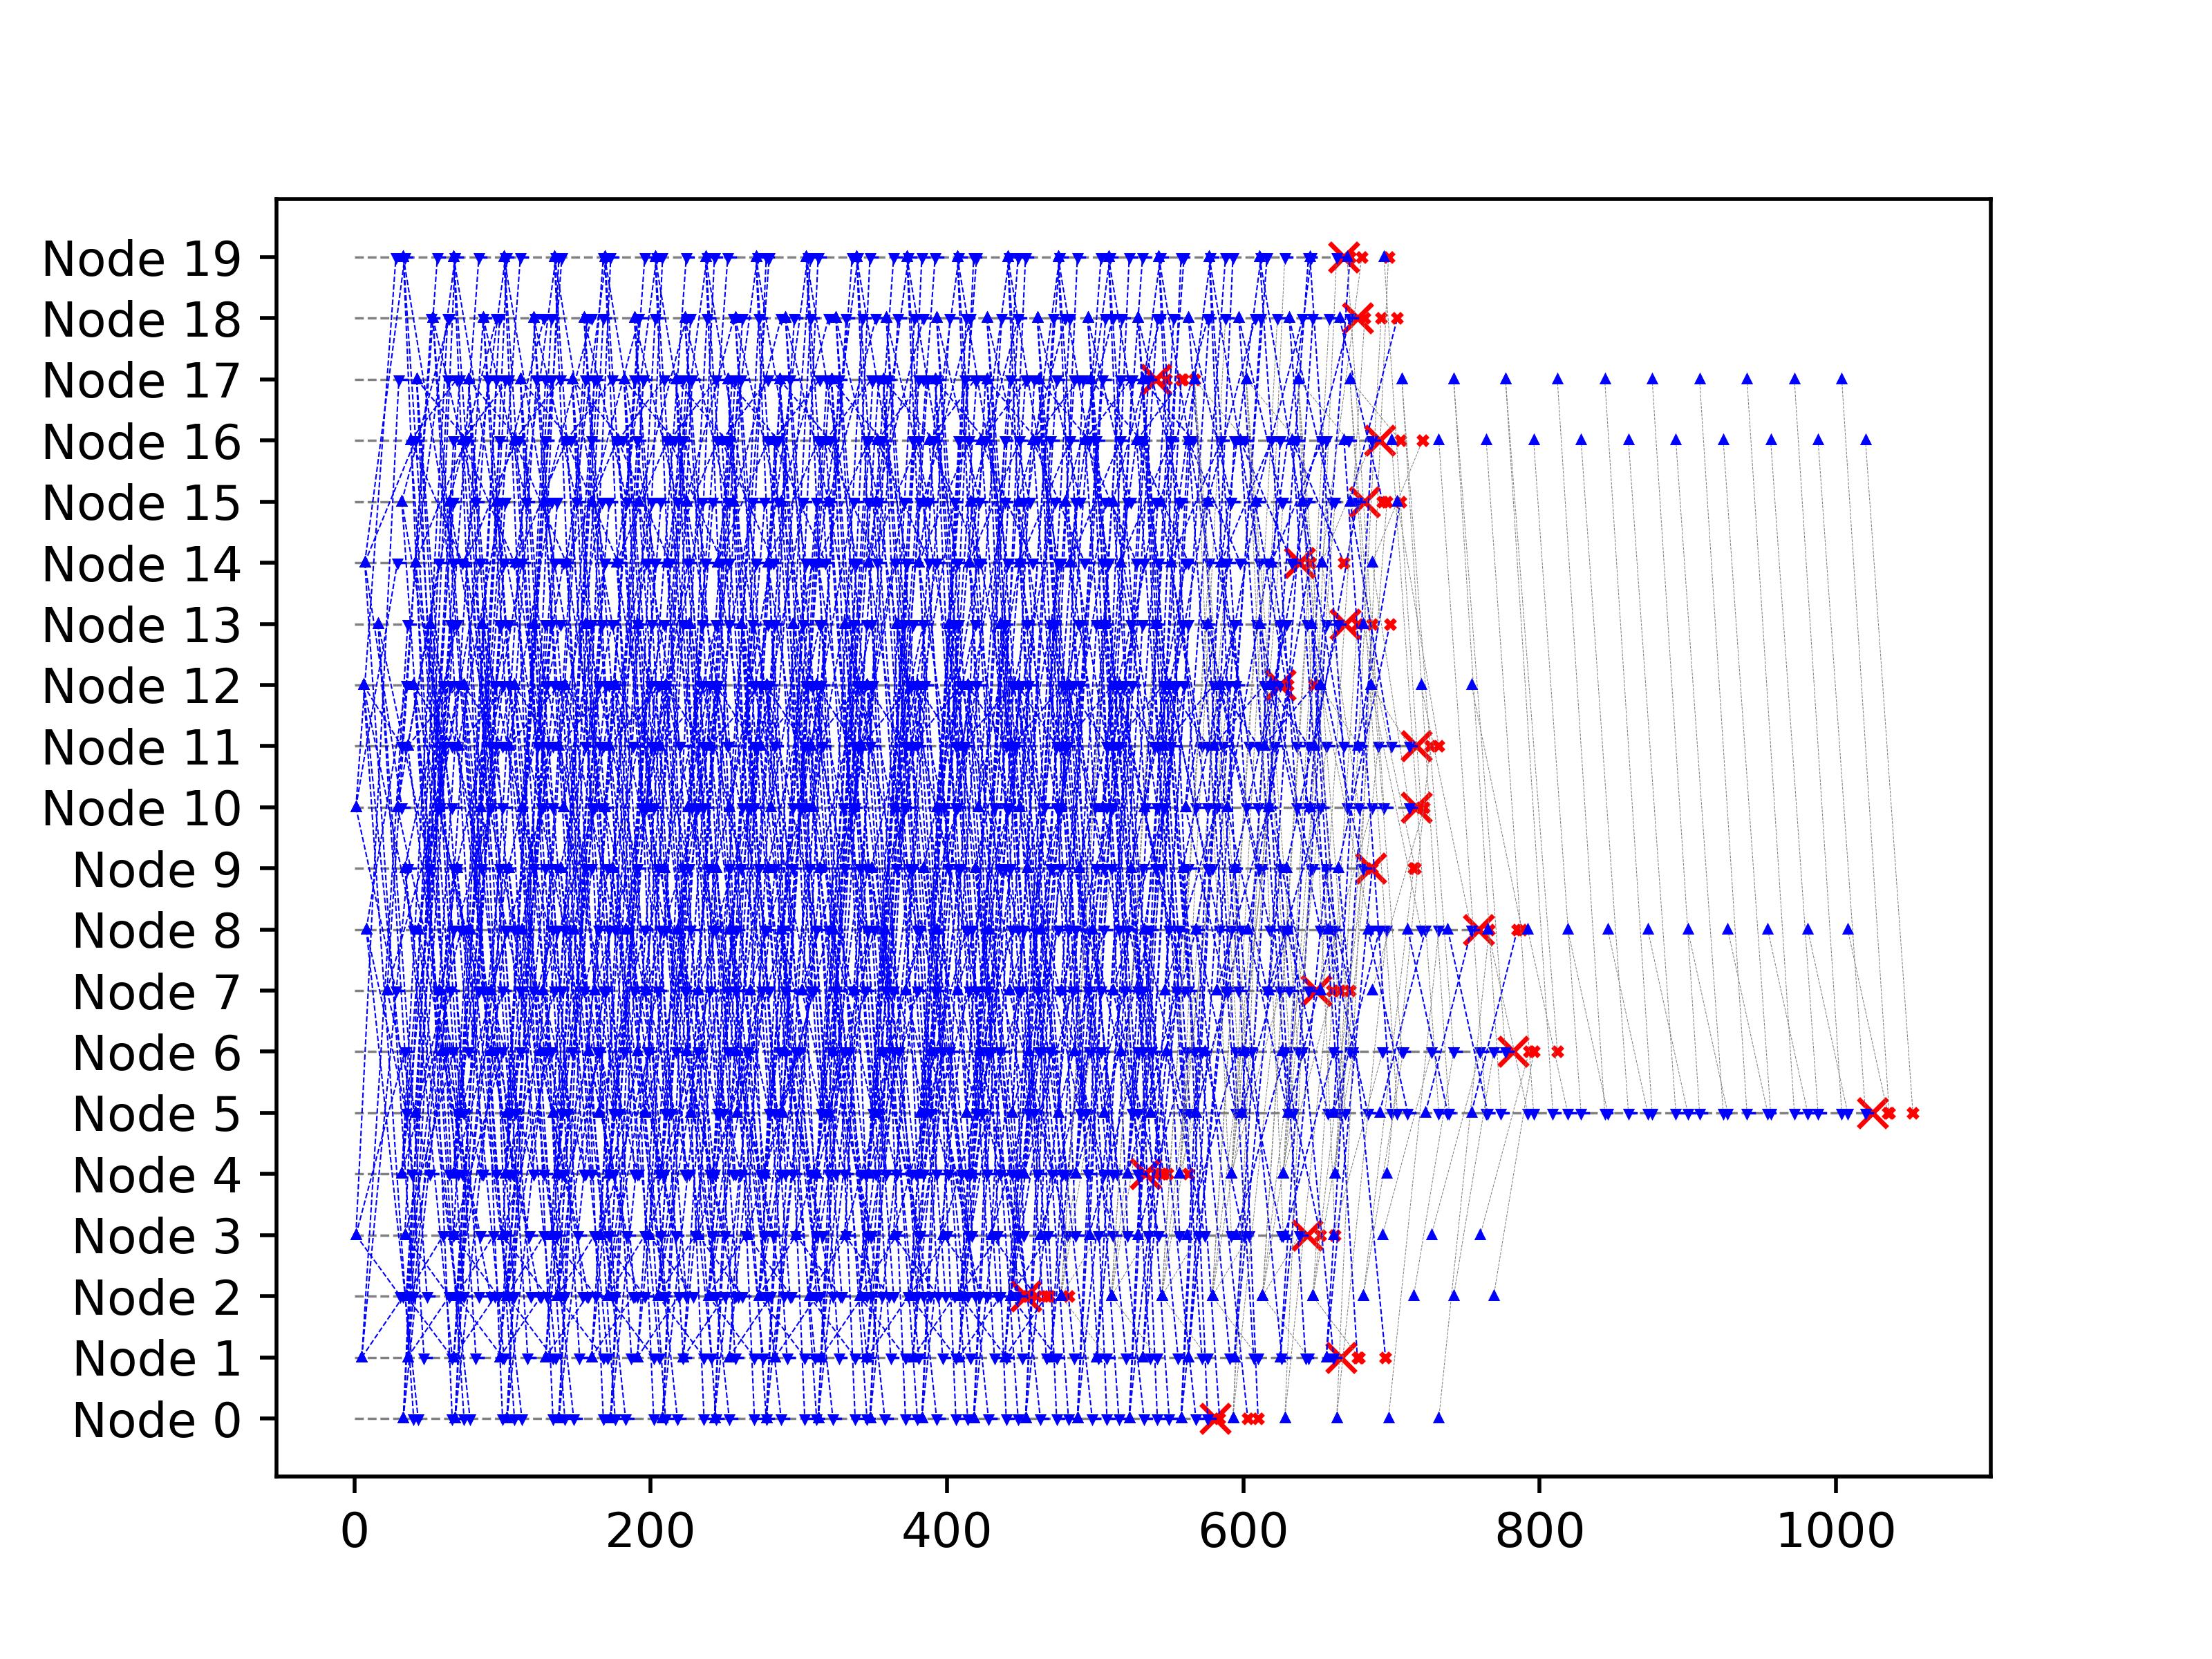 Node 19
Node 18
Node 17
Node 16
Node 15
Node 14
Node 13
Node 12
Node 11
Node 10
Node 9
Node 8
Node 7
Node 6
Node 5
Node 4
Node 3
Node 2
Node 1
Node 0
0 200 400 600 800 1000